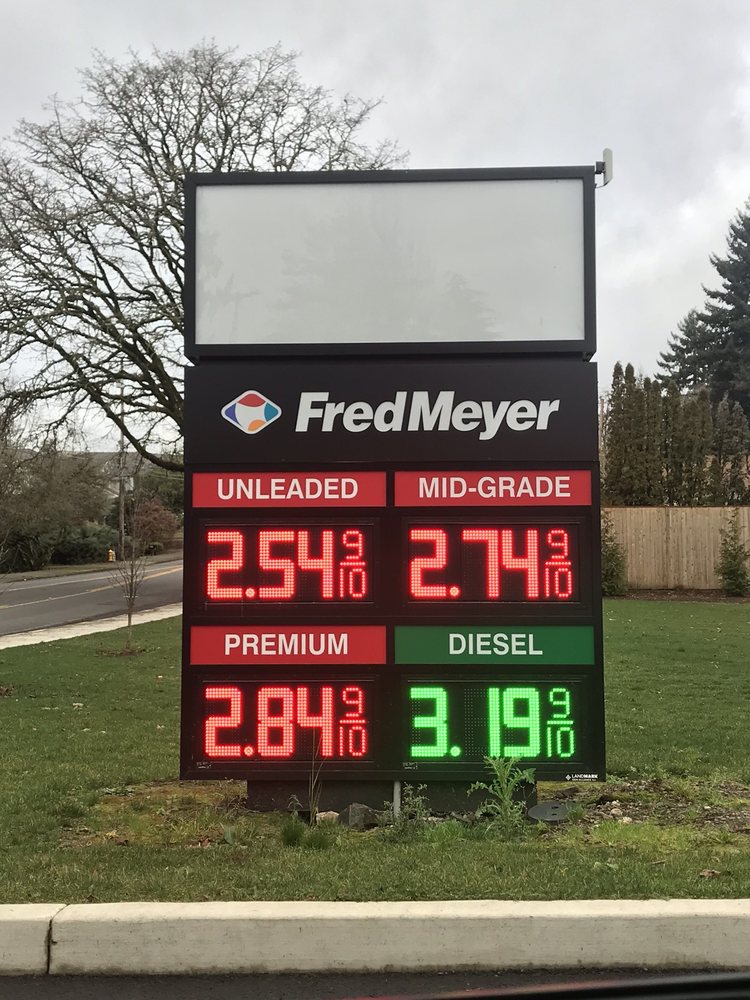 FredMeyer
UNLEADED MID-GRADE
2.54 9/10 2.74 9/10
PREMIUM DIESEL
2.84 9/10 3.19 9/10
LANDMARK